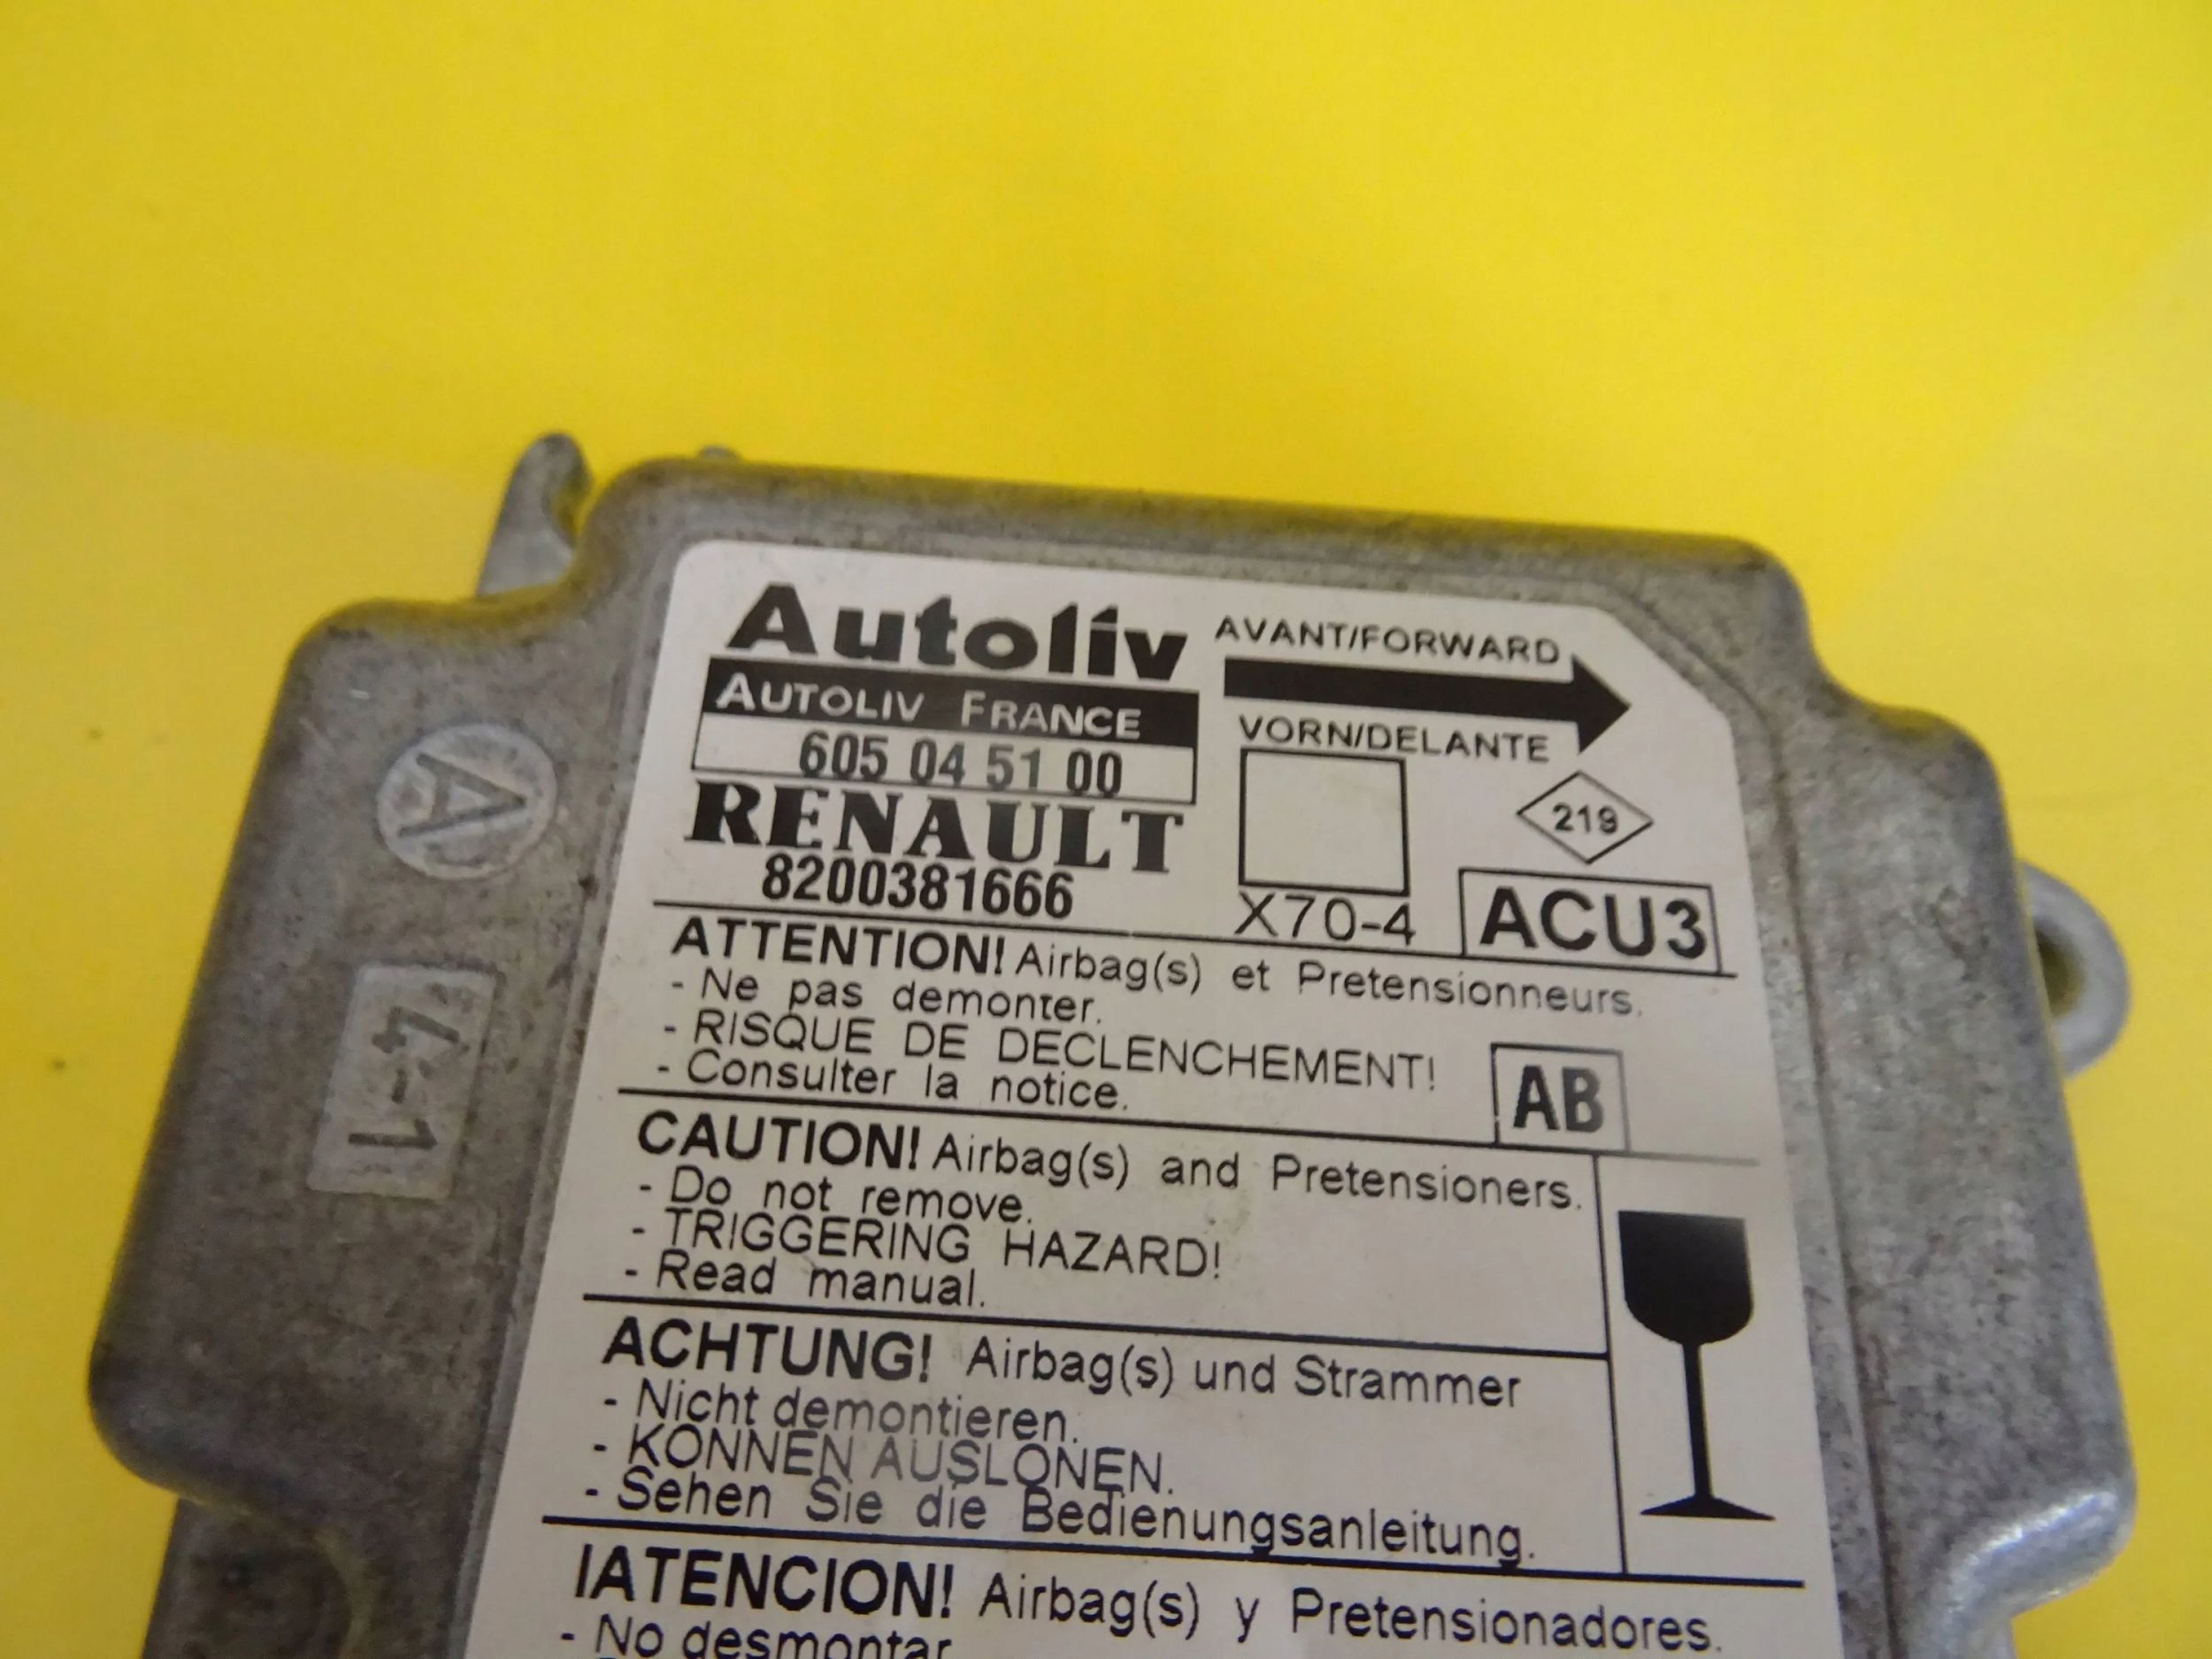 Autoliv
AUTOLIV FRANCE
605 04 51 00
RENAULT
8200381666
AVANT/FORWARD
VORN/DELANTE
219
X70-4
ACU3
ATTENTION! Airbag(s) et Pretensionneurs.
- Ne pas demonter.
- RISQUE DE DECLENCHEMENT!
- Consulter la notice.
AB
CAUTION! Airbag(s) and Pretensioners.
- Do not remove.
- TRIGGERING HAZARD!
- Read manual.
ACHTUNG! Airbag(s) und Strammer
- Nicht demontieren.
- KONNEN AUSLONEN.
- Sehen Sie die Bedienungsanleitung.
IATENCION! Airbag(s) y Pretensionadores.
- No desmontar
A
4-1